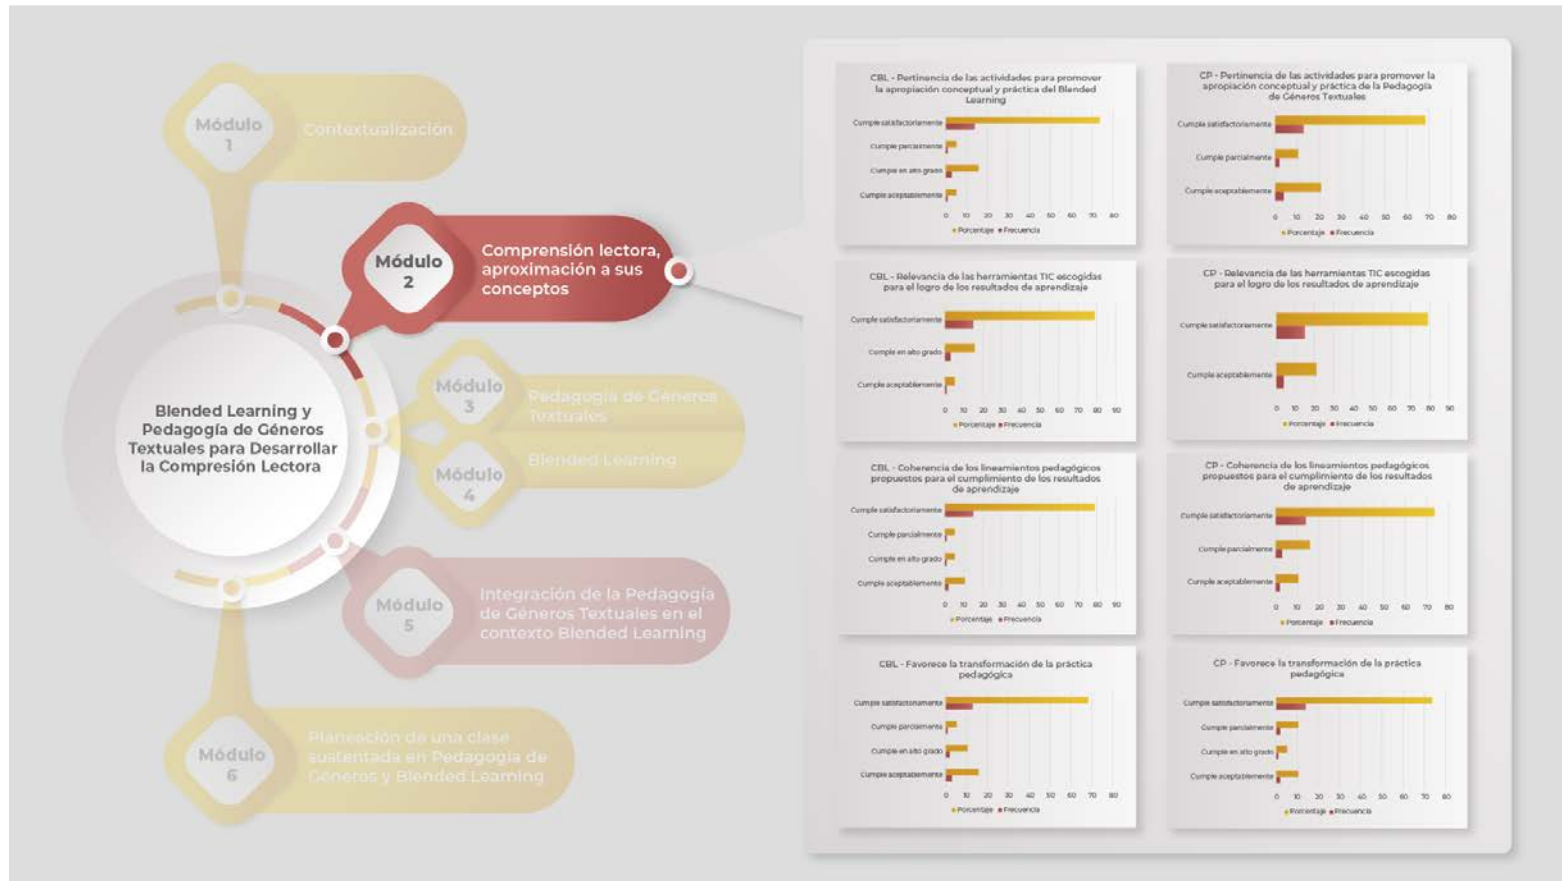 Módulo
1
Contextualización
Módulo
2
Comprensión lectora,
aproximación a sus
conceptos
Blended Learning y
Pedagogía de Géneros
Textuales para Desarrollar
la Compresión Lectora
Módulo
3
Pedagogía de Géneros
Textuales
Módulo
4
Blended Learning
Módulo
5
Integración de la Pedagogía
de Géneros Textuales en el
contexto Blended Learning
Módulo
6
Planeación de una clase
sustentada en Pedagogía de
Géneros y Blended Learning
CBL - Pertinencia de las actividades para promover
la apropiación conceptual y práctica del Blended
Learning
Cumple satisfactoriamente
Cumple parcialmente
Cumple en alto grado
Cumple aceptablemente
0 10 20 30 40 50 60 70 80
Porcentaje Frecuencia
CP - Pertinencia de las actividades para promover la
apropiación conceptual y práctica de la Pedagogía
de Géneros Textuales
Cumple satisfactoriamente
Cumple parcialmente
Cumple aceptablemente
0 10 20 30 40 50 60 70 80
Porcentaje Frecuencia
CBL - Relevancia de las herramientas TIC escogidas
para el logro de los resultados de aprendizaje
Cumple satisfactoriamente
Cumple en alto grado
Cumple aceptablemente
0 10 20 30 40 50 60 70 80 90
Porcentaje Frecuencia
CP - Relevancia de las herramientas TIC escogidas
para el logro de los resultados de aprendizaje
Cumple satisfactoriamente
Cumple aceptablemente
0 10 20 30 40 50 60 70 80 90
Porcentaje Frecuencia
CBL - Coherencia de los lineamientos pedagógicos
propuestos para el cumplimiento de los resultados
de aprendizaje
Cumple satisfactoriamente
Cumple parcialmente
Cumple en alto grado
Cumple aceptablemente
0 10 20 30 40 50 60 70 80 90
Porcentaje Frecuencia
CP - Coherencia de los lineamientos pedagógicos
propuestos para el cumplimiento de los resultados
de aprendizaje
Cumple satisfactoriamente
Cumple parcialmente
Cumple aceptablemente
0 10 20 30 40 50 60 70 80
Porcentaje Frecuencia
CBL - Favorece la transformación de la práctica
pedagógica
Cumple satisfactoriamente
Cumple parcialmente
Cumple en alto grado
Cumple aceptablemente
0 10 20 30 40 50 60 70 80
Porcentaje Frecuencia
CP - Favorece la transformación de la práctica
pedagógica
Cumple satisfactoriamente
Cumple parcialmente
Cumple en alto grado
Cumple aceptablemente
0 10 20 30 40 50 60 70 80
Porcentaje Frecuencia